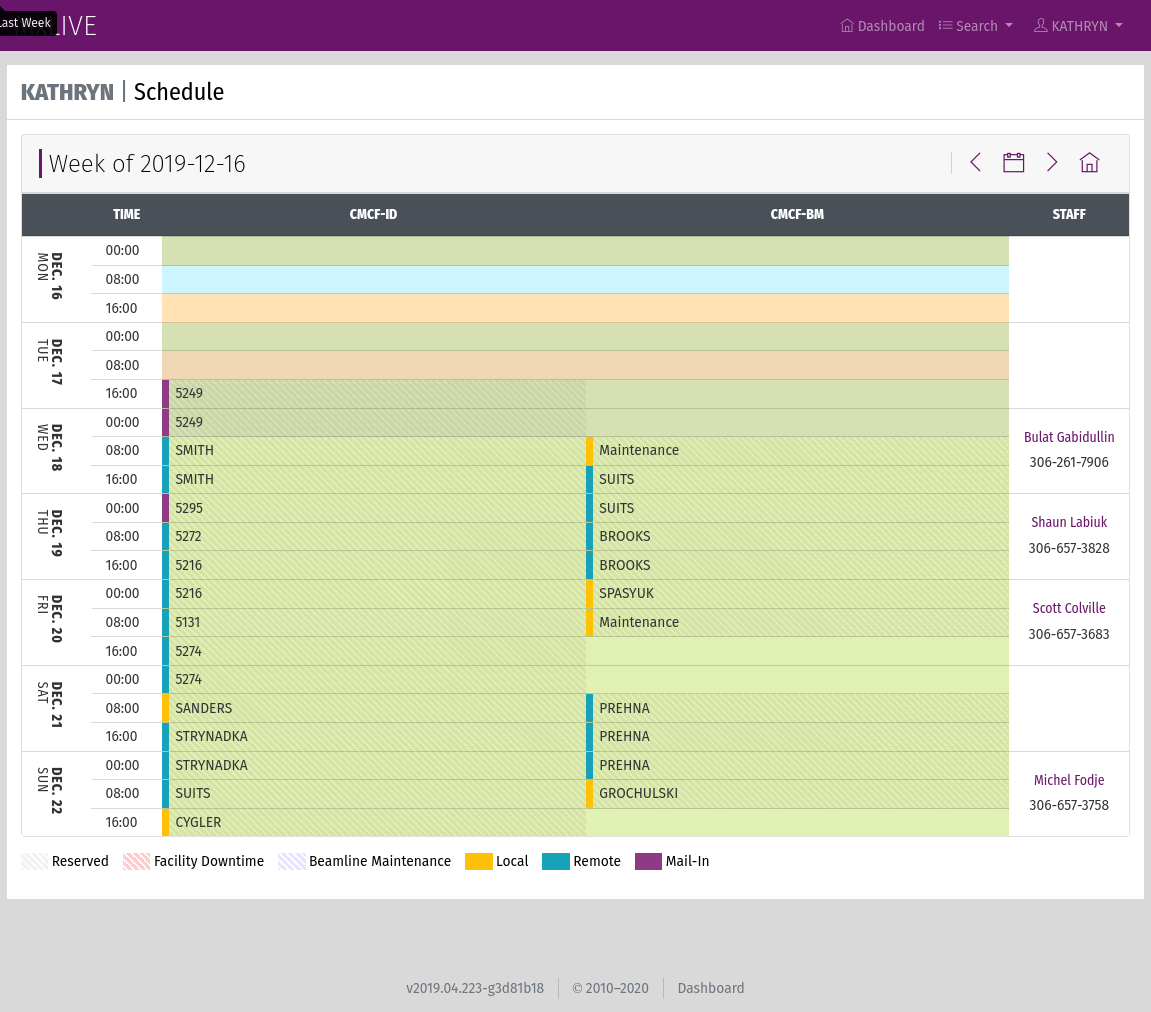 Last Week
LIVE
Dashboard
Search
KATHRYN
KATHRYN | Schedule
Week of 2019-12-16
TIME CMCF-ID CMCF-BM STAFF
DEC. 16
MON
00:00
08:00
16:00
DEC. 17
TUE
00:00
08:00
16:00 5249
DEC. 18
WED
00:00 5249
08:00 SMITH Maintenance
16:00 SMITH SUITS
Bulat Gabidullin
306-261-7906
DEC. 19
THU
00:00 5295 SUITS
08:00 5272 BROOKS
16:00 5216 BROOKS
Shaun Labiuk
306-657-3828
DEC. 20
FRI
00:00 5216 SPASYUK
08:00 5131 Maintenance
16:00 5274
Scott Colville
306-657-3683
DEC. 21
SAT
00:00 5274
08:00 SANDERS PREHNA
16:00 STRYNADKA PREHNA
DEC. 22
SUN
00:00 STRYNADKA PREHNA
08:00 SUITS GROCHULSKI
16:00 CYGLER
Michel Fodje
306-657-3758
Reserved Facility Downtime Beamline Maintenance Local Remote Mail-In
v2019.04.223-g3d81b18 © 2010–2020 Dashboard